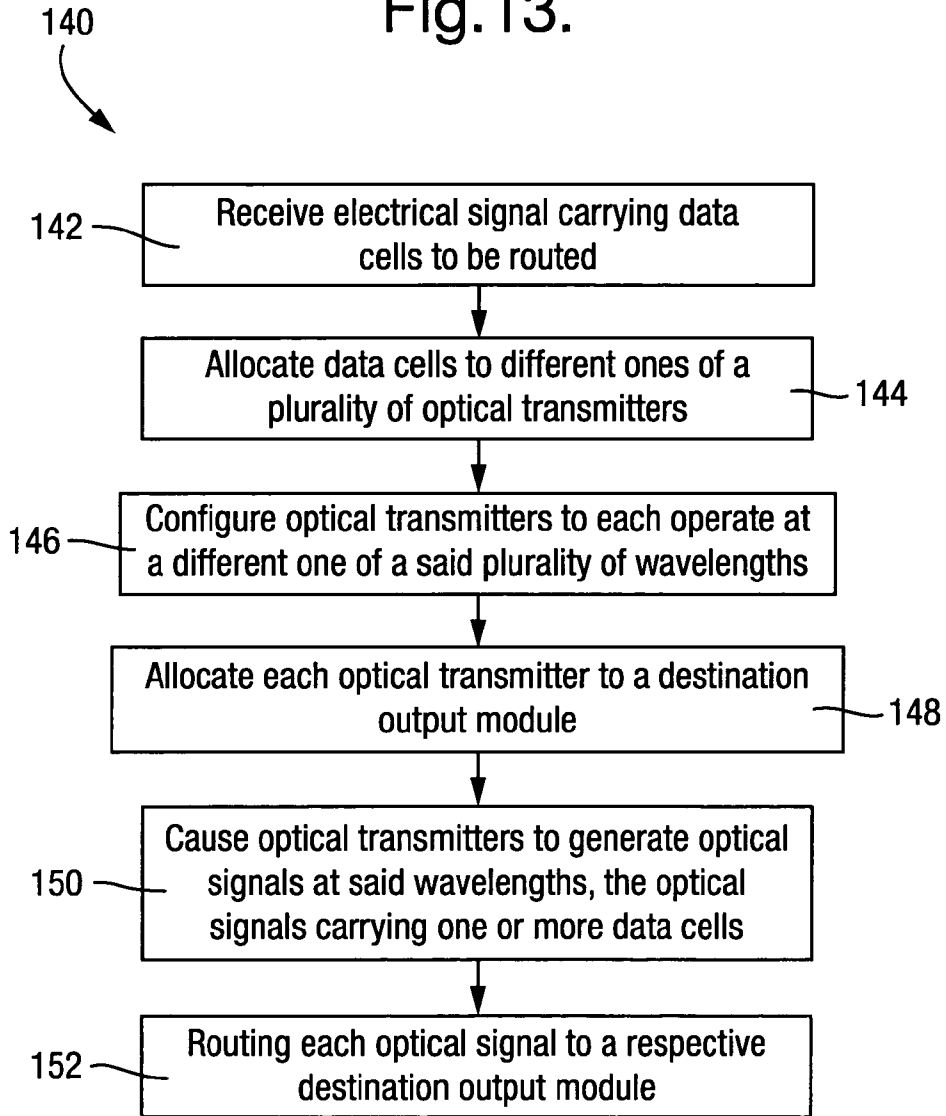 Fig.13.
140
142
Receive electrical signal carrying data
cells to be routed
Allocate data cells to different ones of a
plurality of optical transmitters
144
146
Configure optical transmitters to each operate at
a different one of a said plurality of wavelengths
Allocate each optical transmitter to a destination
output module
148
150
Cause optical transmitters to generate optical
signals at said wavelengths, the optical
signals carrying one or more data cells
152
Routing each optical signal to a respective
destination output module